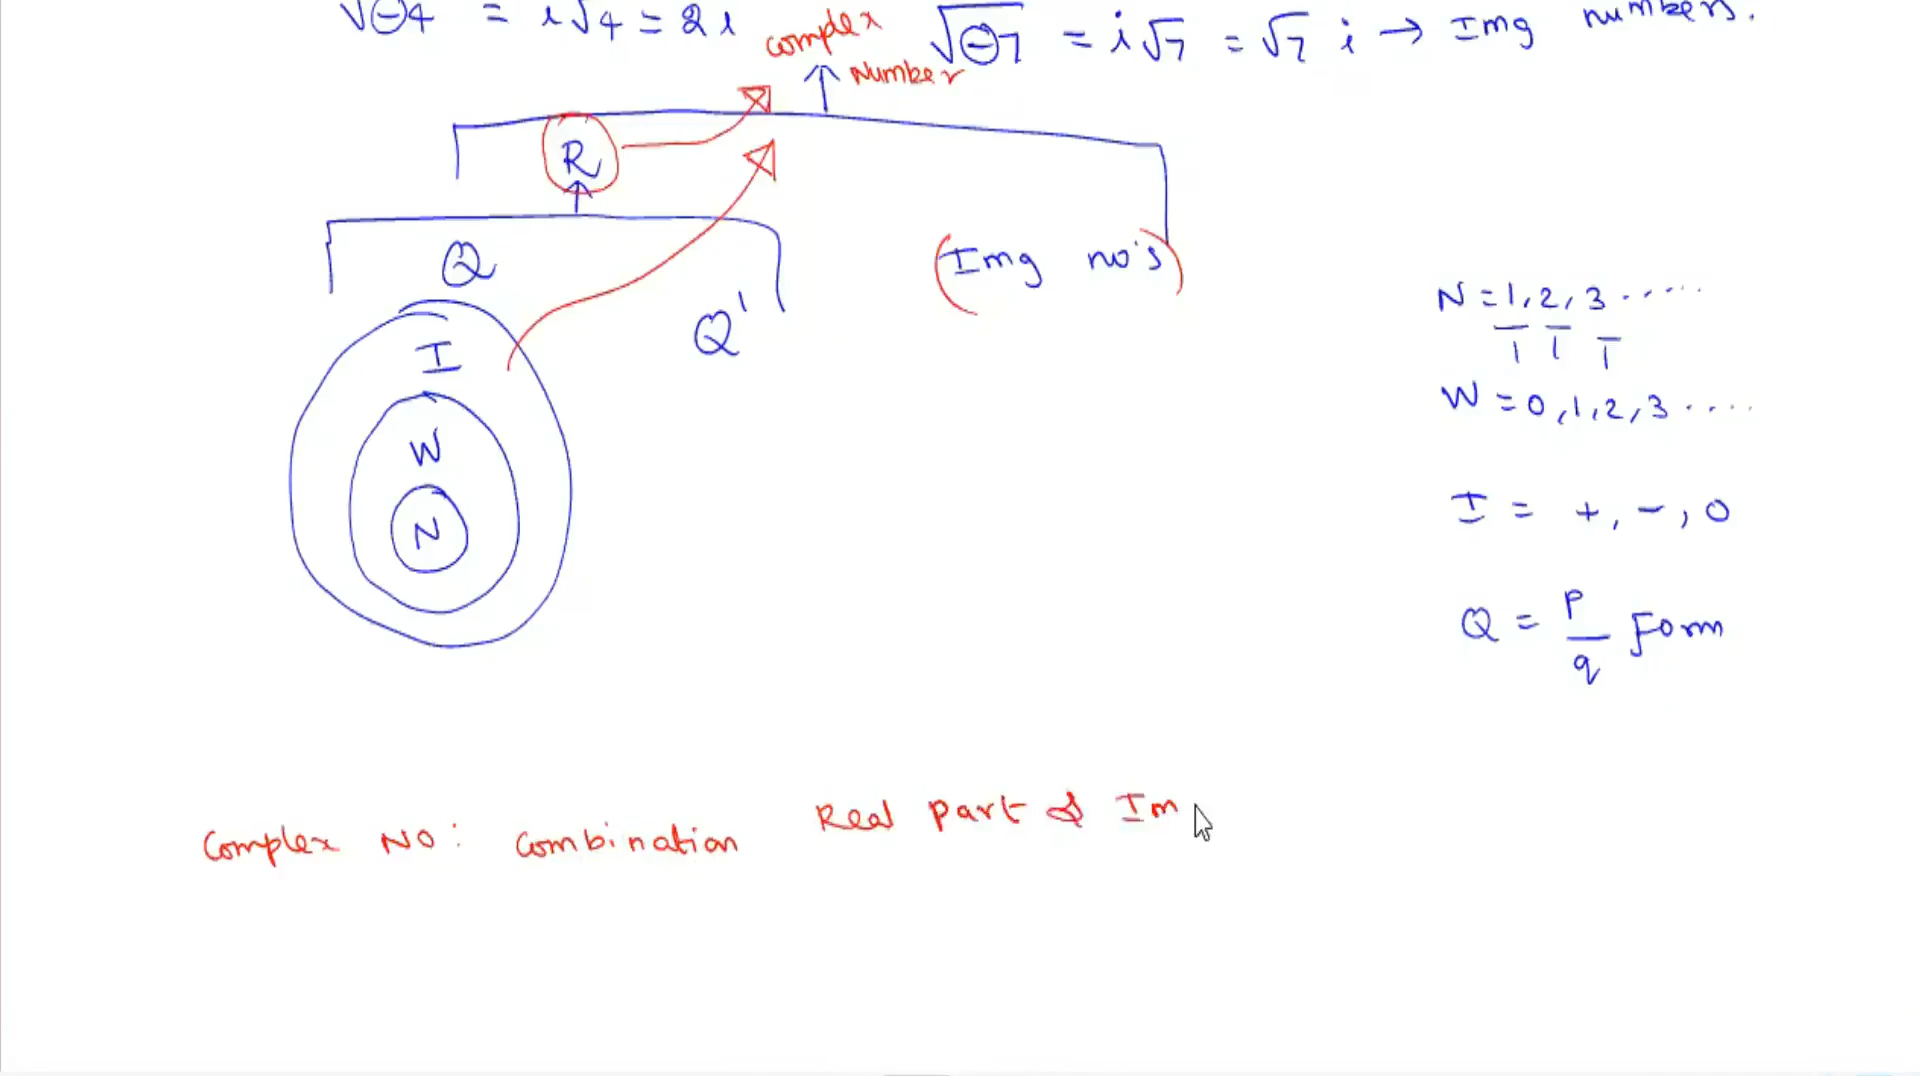 √-4 = i√4 = 2i
√-7 = i√7 = √7 i → Img numbers.
complex
Number
R
Q
Q'
(Img no's)
I
W
N
N = 1, 2, 3 ......
W = 0, 1, 2, 3 ....
I = +, -, 0
Q = p/q Form
Complex NO: Combination Real part & Im